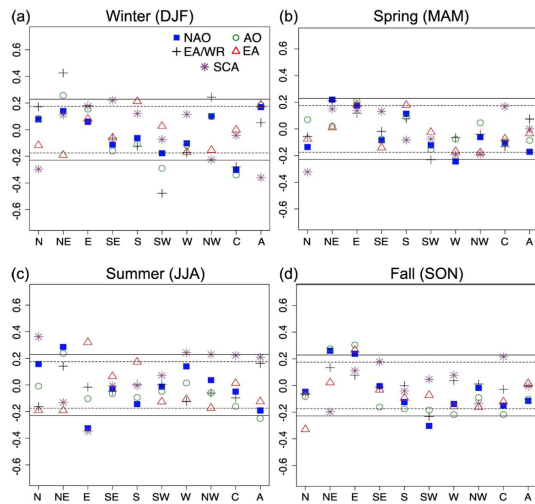 (a) Winter (DJF)
NAO AO
EA/WR EA
SCA
0.6
0.4
0.2
0.0
-0.2
-0.4
-0.6
N NE E SE S SW W NW C A
(b) Spring (MAM)
0.6
0.4
0.2
0.0
-0.2
-0.4
-0.6
N NE E SE S SW W NW C A
(c) Summer (JJA)
0.6
0.4
0.2
0.0
-0.2
-0.4
-0.6
N NE E SE S SW W NW C A
(d) Fall (SON)
0.6
0.4
0.2
0.0
-0.2
-0.4
-0.6
N NE E SE S SW W NW C A